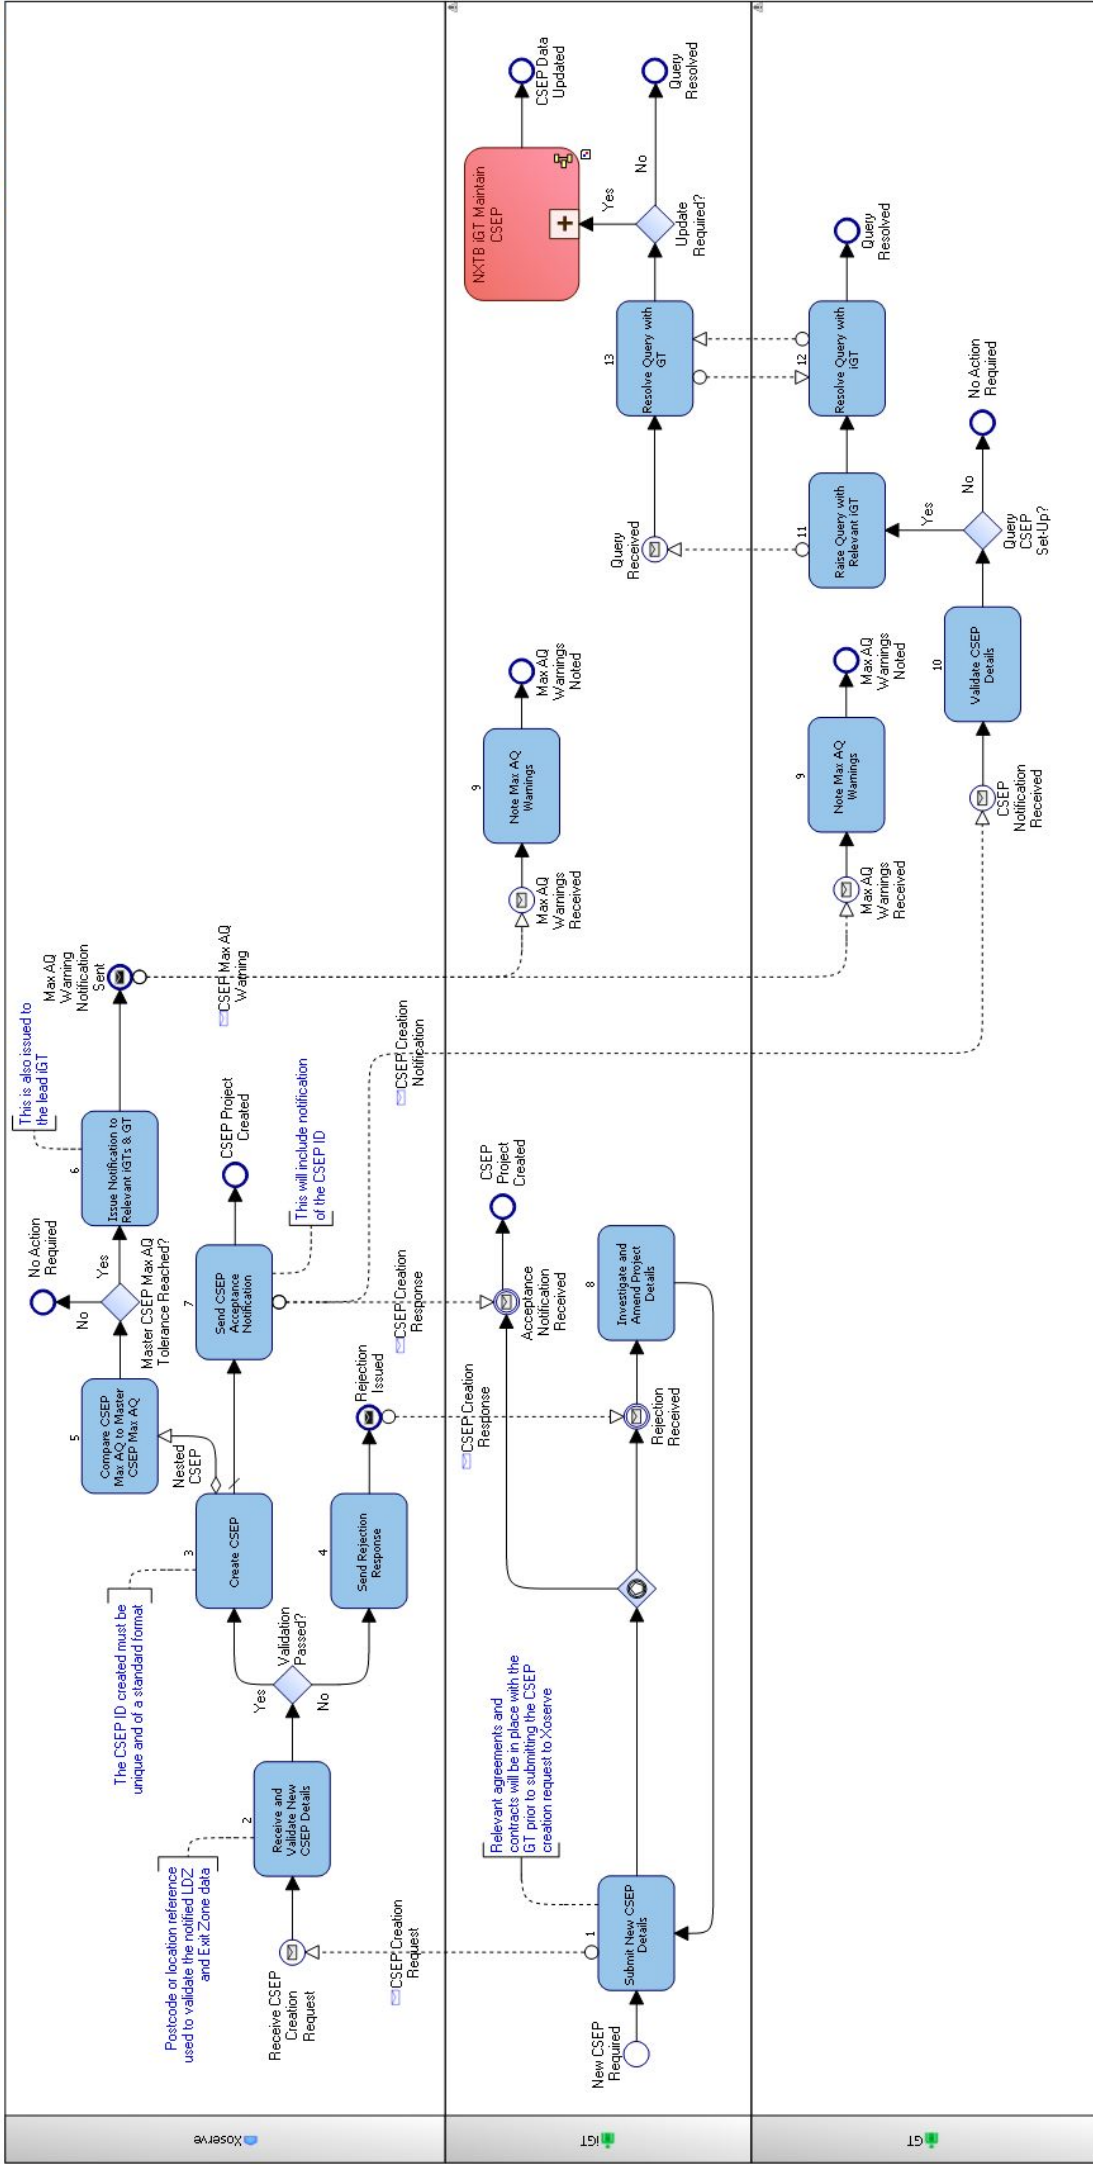 Xoserve
Receive CSEP
Creation
Request
Postcode or location reference
used to validate the notified LDZ
and Exit Zone data
2
Receive and
Validate New
CSEP Details
Validation
Passed?
Yes
No
The CSEP ID created must be
unique and of a standard format
3
Create CSEP
4
Send Rejection
Response
Rejection
Issued
Nested
CSEP
5
Compare CSEP
Max AQ to Master
CSEP Max AQ
Master CSEP Max AQ
Tolerance Reached?
No
No Action
Required
Yes
6
Issue Notification to
Relevant iGTs & GT
This is also issued to
the lead iGT
Max AQ
Warning
Notification
Sent
7
Send CSEP
Acceptance
Notification
CSEP Project
Created
This will include notification
of the CSEP ID
CSEP Creation
Request
CSEP Creation
Response
CSEP Creation
Response
CSEP Creation
Notification
CSEP Max AQ
Warning
iGT
New CSEP
Required
1
Submit New CSEP
Details
Relevant agreements and
contracts will be in place with the
GT prior to submitting the CSEP
creation request to Xoserve
Rejection
Received
Acceptance
Notification
Received
CSEP
Project
Created
8
Investigate and
Amend Project
Details
Max AQ
Warnings
Received
9
Note Max AQ
Warnings
Max AQ
Warnings
Noted
Query
Received
13
Resolve Query with
GT
Update
Required?
Yes
No
NXTB iGT Maintain
CSEP
CSEP Data
Updated
Query
Resolved
GT
Max AQ
Warnings
Received
9
Note Max AQ
Warnings
Max AQ
Warnings
Noted
CSEP
Notification
Received
10
Validate CSEP
Details
Query
CSEP
Set-Up?
Yes
No
No Action
Required
11
Raise Query with
Relevant iGT
12
Resolve Query with
iGT
Query
Resolved